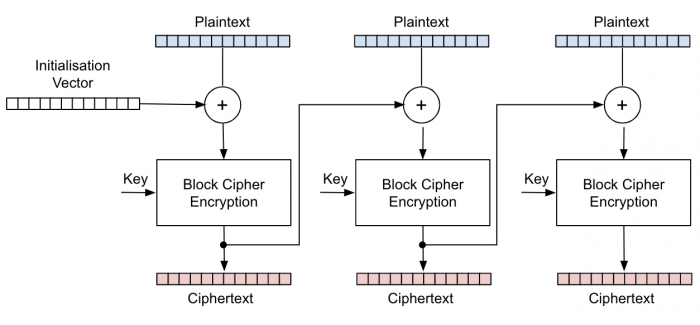 Plaintext
Plaintext
Plaintext
Initialisation
Vector
+
+
+
Key
Block Cipher
Encryption
Key
Block Cipher
Encryption
Key
Block Cipher
Encryption
Ciphertext
Ciphertext
Ciphertext